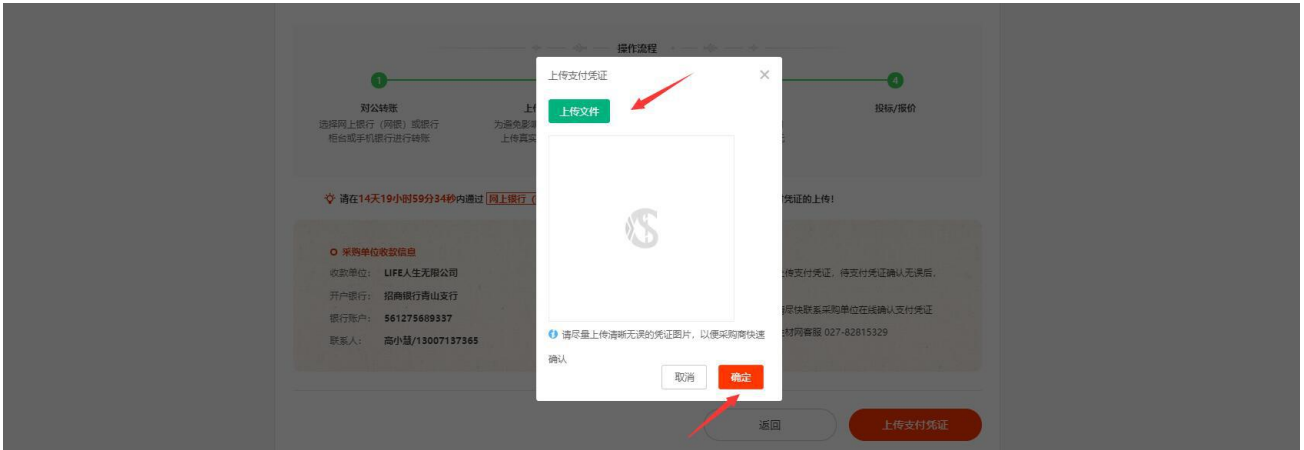 操作流程
上传支付凭证
1
4
对公转账
上传
投标/报价
上传文件
选择网上银行(网银)或银行
柜台或手机银行进行转账
为避免影
上传真实
请在14天19小时59分34秒内通过 网上银行(
凭证的上传!
采购单位收款信息
收款单位: LIFE人生无限公司
上传支付凭证,待支付凭证确认无误后,
开户银行: 招商银行青山支行
尽快联系采购单位在线确认支付凭证
银行账户: 561275689337
材网客服 027-82815329
联系人: 高小慧/13007137365
请尽量上传清晰无误的凭证图片,以便采购商快速
确认
取消
确定
返回
上传支付凭证